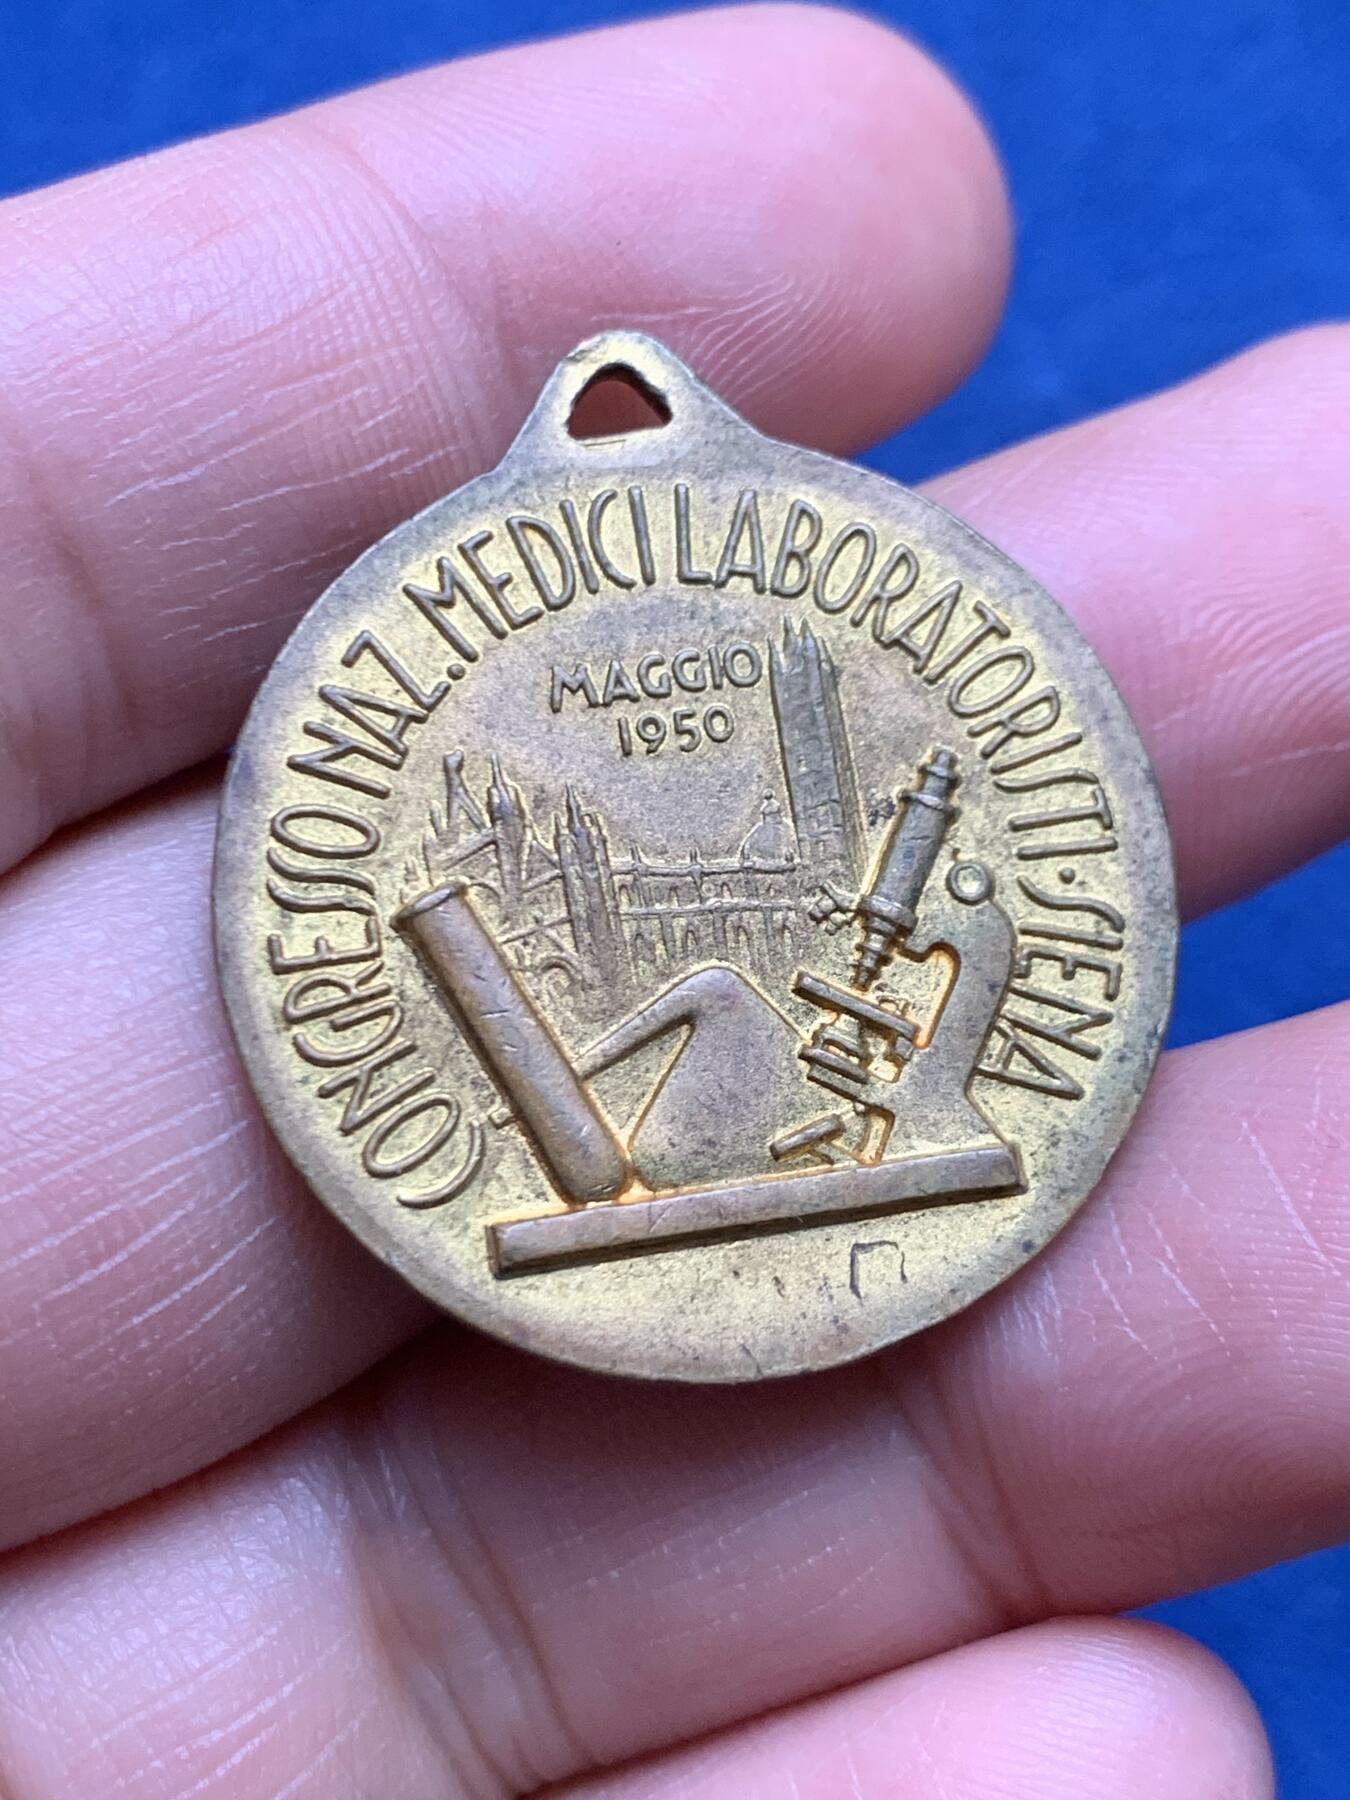 CONGRESSO NAZ. MEDICI LABORATORISTI · SIENA
MAGGIO
1950